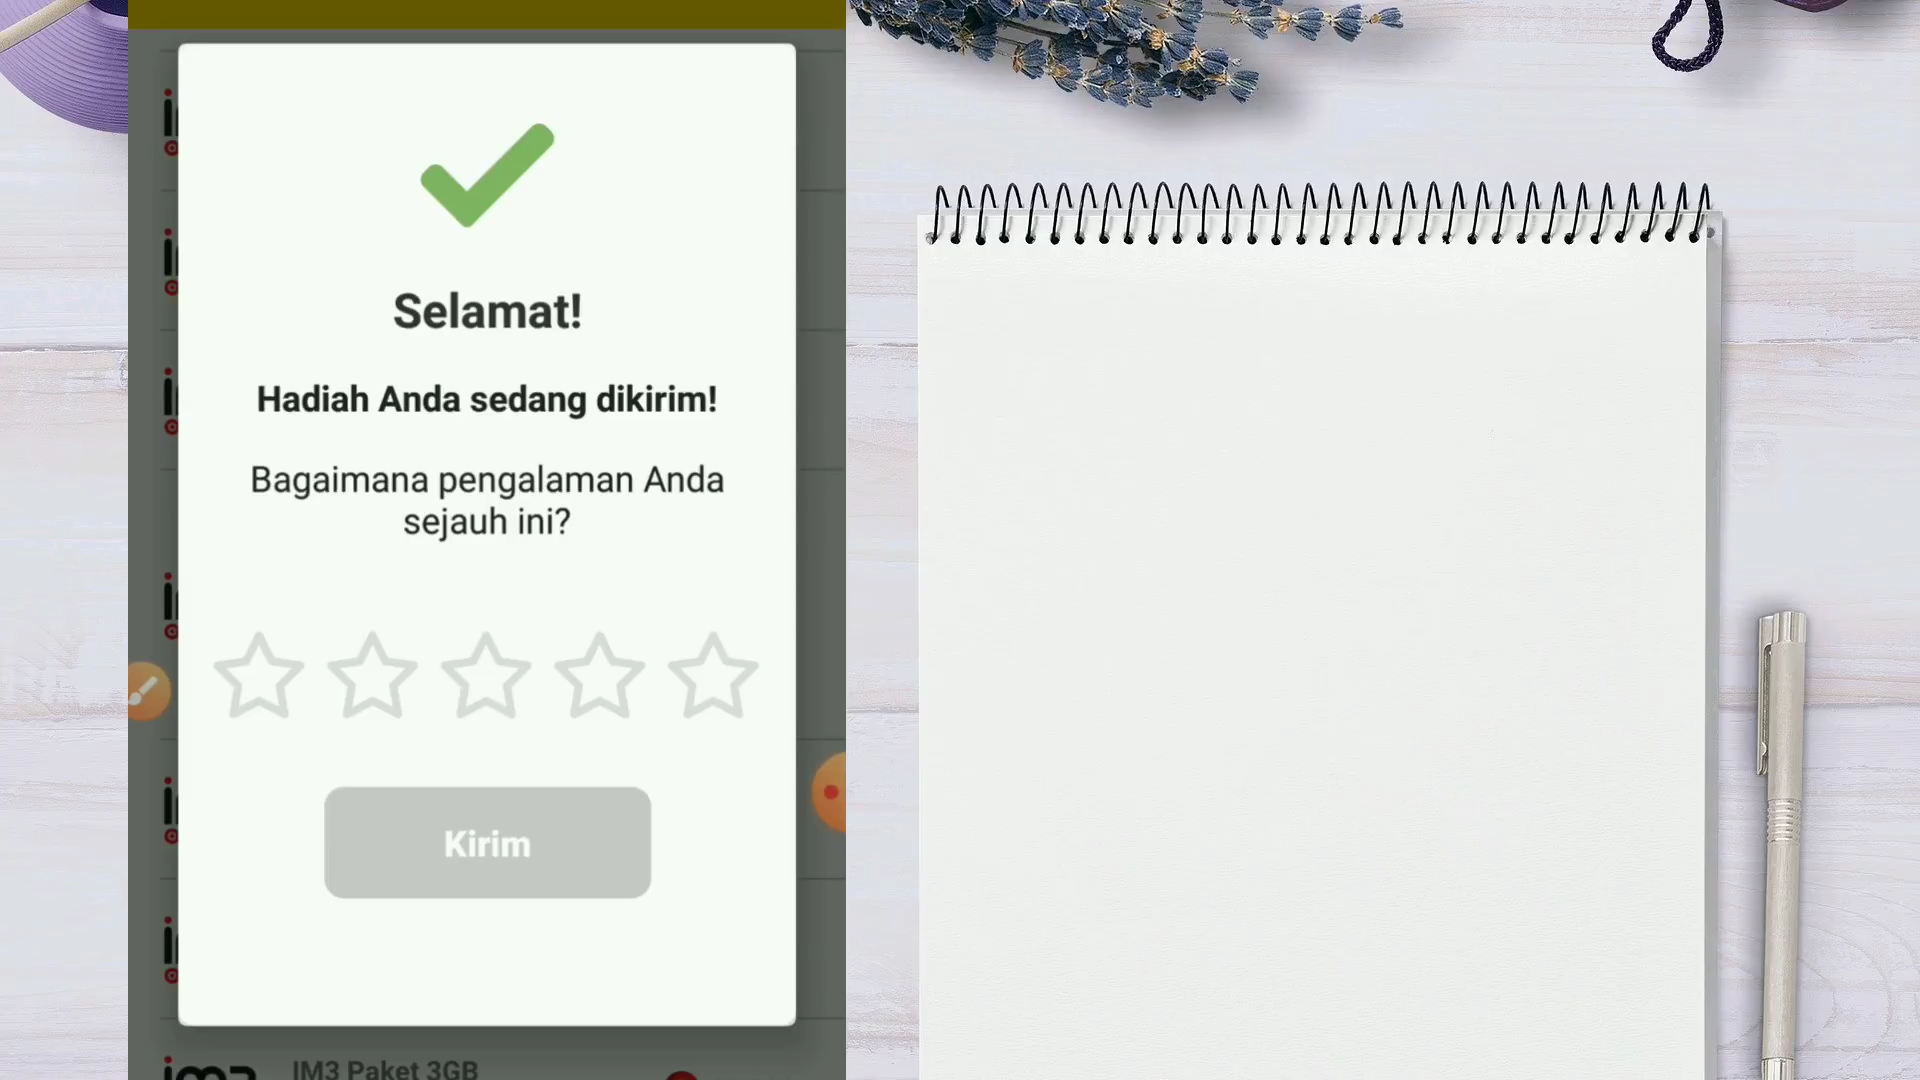 Selamat!
Hadiah Anda sedang dikirim!
Bagaimana pengalaman Anda
sejauh ini?
Kirim
IM3 Paket 3GB